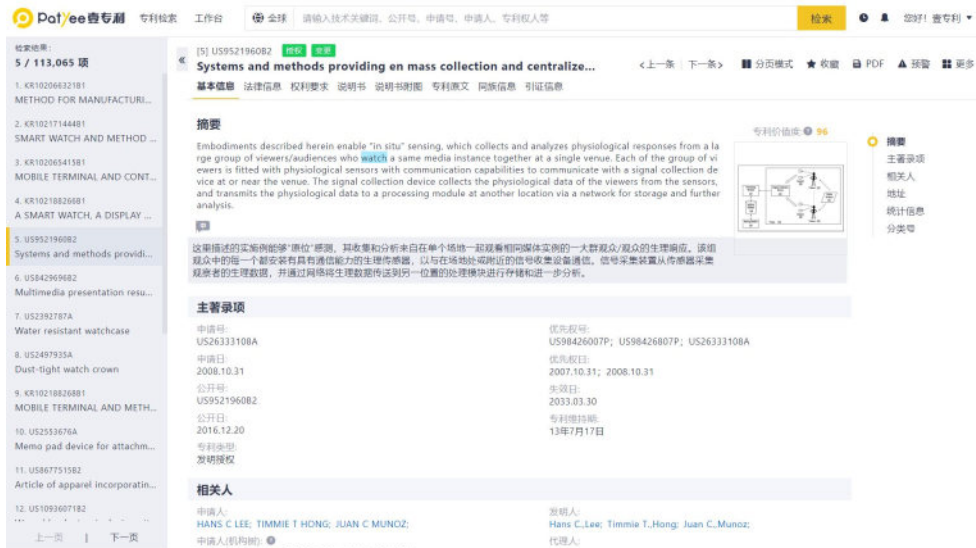 Patyee壹专利 专利检索 工作台 全球 请输入技术关键词、公开号、申请号、申请人、专利权人等 检索 您好！壹专利
检索结果:
5 / 113,065 项
1. KR102066321B1
METHOD FOR MANUFACTURI...
2. KR102171444B1
SMART WATCH AND METHOD ...
3. KR102065415B1
MOBILE TERMINAL AND CONT...
4. KR102188266B1
A SMART WATCH, A DISPLAY ...
5. US9521960B2
Systems and methods providi...
6. US8429696B2
Multimedia presentation resu...
7. US2392787A
Water resistant watchcase
8. US2497935A
Dust-tight watch crown
9. KR102188268B1
MOBILE TERMINAL AND METH...
10. US2553676A
Memo pad device for attachm...
11. US8677515B2
Article of apparel incorporatin...
12. US10936071B2
上一页 | 下一页
[5] US9521960B2 授权 变更
Systems and methods providing en mass collection and centralize...
<上一条 下一条> 分页模式 收藏 PDF 预警 更多
基本信息 法律信息 权利要求 说明书 说明书附图 专利原文 同族信息 引证信息
摘要
专利价值度 96
Embodiments described herein enable "in situ" sensing, which collects and analyzes physiological responses from a la
rge group of viewers/audiences who watch a same media instance together at a single venue. Each of the group of vi
ewers is fitted with physiological sensors with communication capabilities to communicate with a signal collection de
vice at or near the venue. The signal collection device collects the physiological data of the viewers from the sensors,
and transmits the physiological data to a processing module at another location via a network for storage and further
analysis.
这里描述的实施例能够“原位”感测，其收集和分析来自在单个场地一起观看相同媒体实例的一大群观众/观众的生理响应。该组
观众中的每一个都安装有具有通信能力的生理传感器，以与在场地处或附近的信号收集设备通信。信号采集装置从传感器采集
观察者的生理数据，并通过网络将生理数据传送到另一位置的处理模块进行存储和进一步分析。
摘要
主著录项
相关人
地址
统计信息
分类号
主著录项
申请号:
US26333108A
优先权号:
US98426007P; US98426807P; US26333108A
申请日:
2008.10.31
优先权日:
2007.10.31; 2008.10.31
公开号:
US9521960B2
失效日:
2033.03.30
公开日:
2016.12.20
专利维持期:
13年7月17日
专利类型:
发明授权
相关人
申请人:
HANS C LEE; TIMMIE T HONG; JUAN C MUNOZ;
发明人:
Hans C.,Lee; Timmie T.,Hong; Juan C.,Munoz;
申请人(机构树):
代理人: